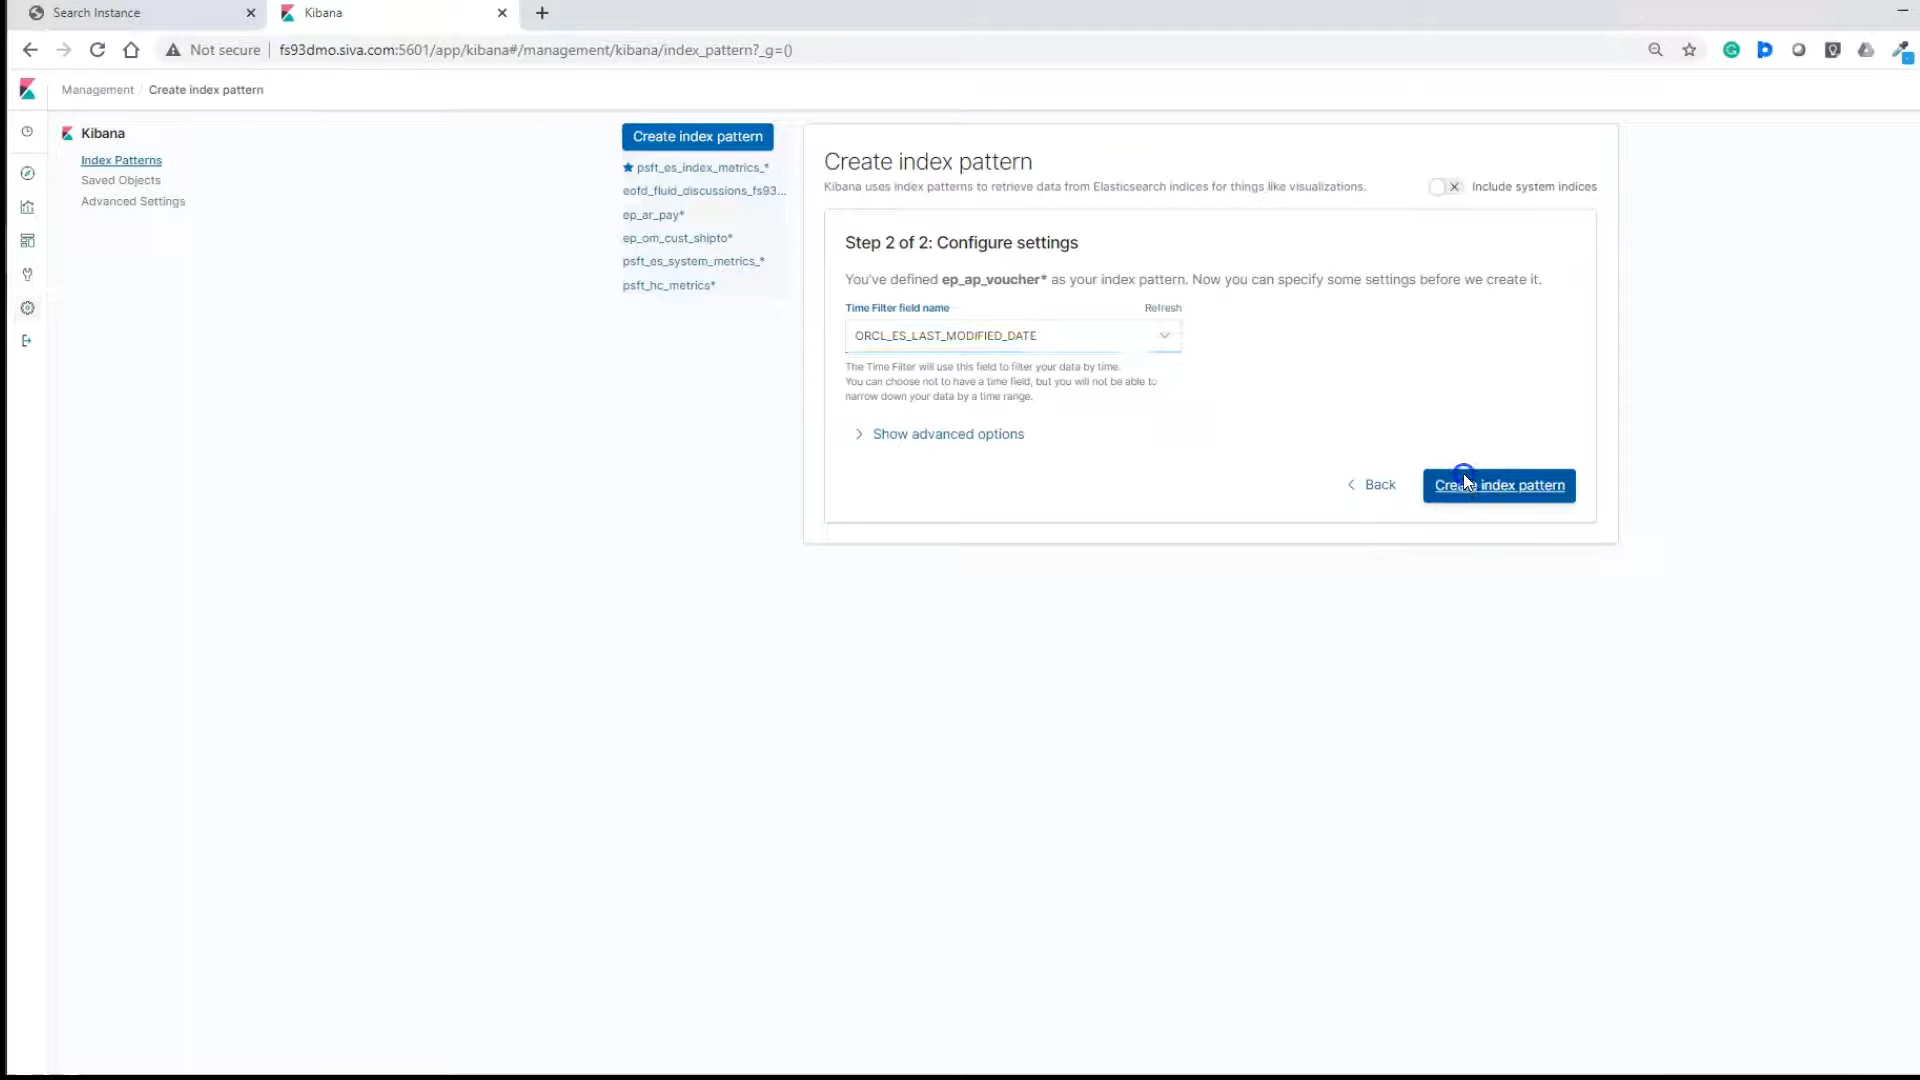 Search Instance
Kibana
Not secure
fs93dmo.siva.com:5601/app/kibana#/management/kibana/index_pattern?_g=()
Management / Create index pattern
Kibana
Index Patterns
Saved Objects
Advanced Settings
Create index pattern
psft_es_index_metrics_*
eofd_fluid_discussions_fs93...
ep_ar_pay*
ep_om_cust_shipto*
psft_es_system_metrics_*
psft_hc_metrics*
Create index pattern
Kibana uses index patterns to retrieve data from Elasticsearch indices for things like visualizations.
Include system indices
Step 2 of 2: Configure settings
You've defined ep_ap_voucher* as your index pattern. Now you can specify some settings before we create it.
Time Filter field name
Refresh
ORCL_ES_LAST_MODIFIED_DATE
The Time Filter will use this field to filter your data by time.
You can choose not to have a time field, but you will not be able to
narrow down your data by a time range.
Show advanced options
Back
Create index pattern